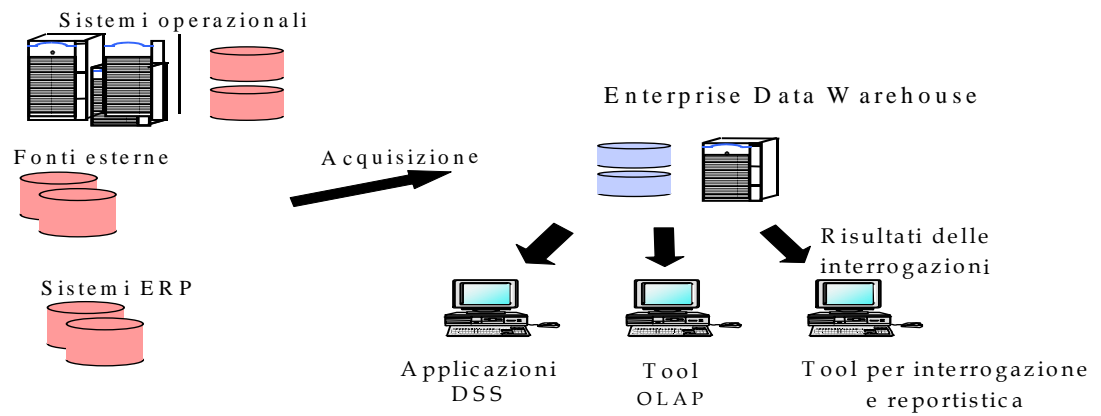 Sistemi operazionali
Enterprise Data Warehouse
Fonti esterne
Acquisizione
Risultati delle
interrogazioni
Sistemi ERP
Applicazioni
DSS
Tool
OLAP
Tool per interrogazione
e reportistica